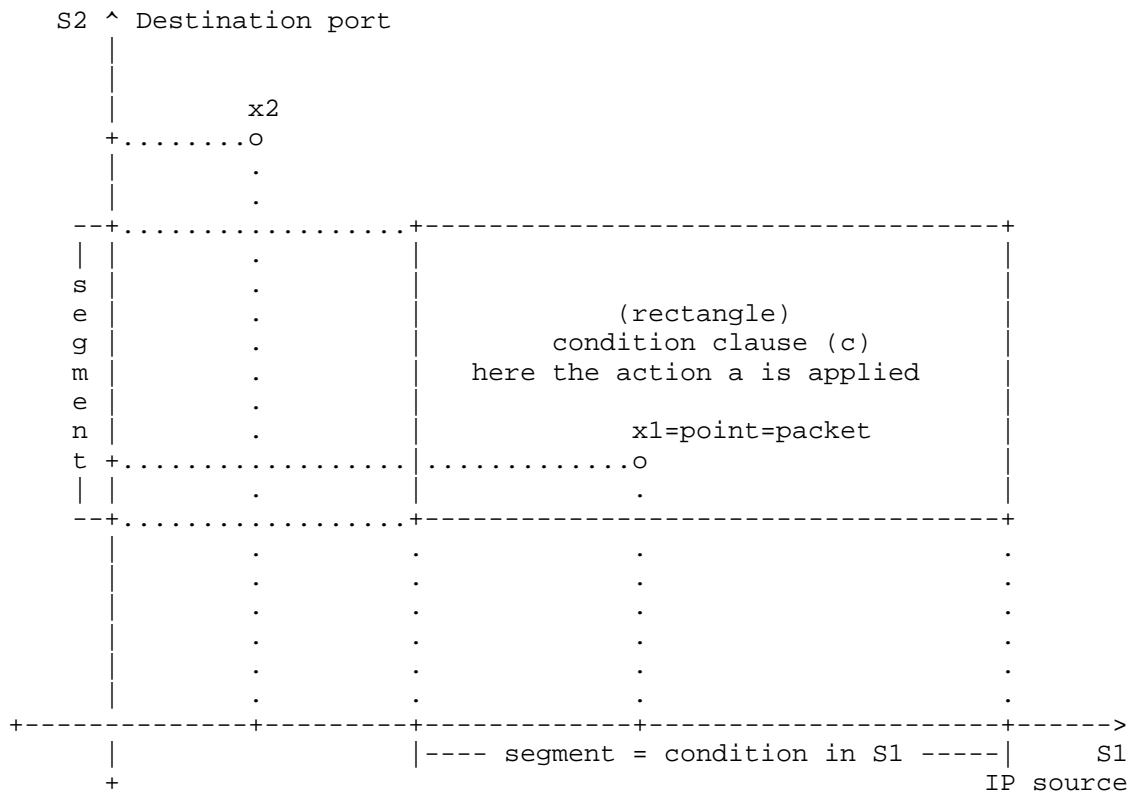 S2 ^ Destination port
x2
+.........o
segment
(rectangle)
condition clause (c)
here the action a is applied
x1=point=packet
|---- segment = condition in S1 -----| S1
IP source